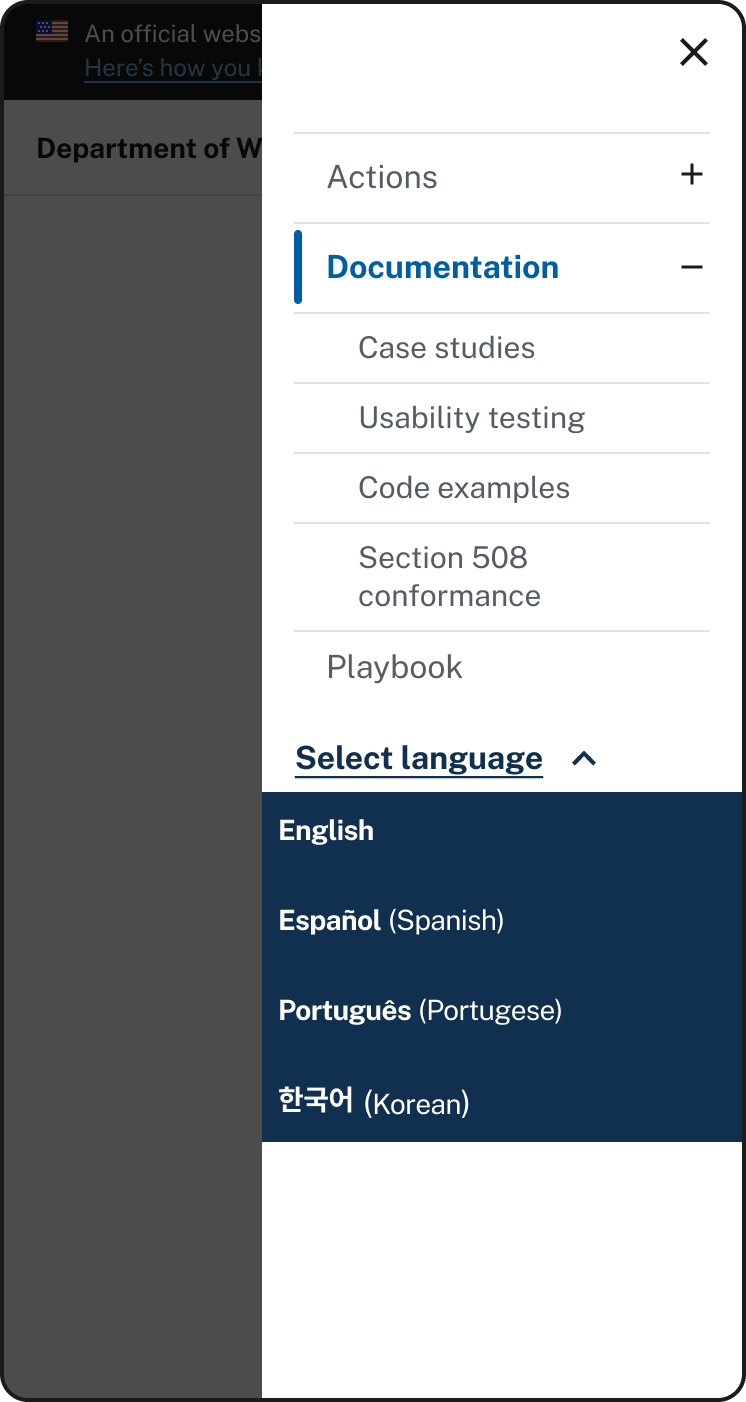 An official webs
Here's how you
Department of W
Actions
Documentation
Case studies
Usability testing
Code examples
Section 508
conformance
Playbook
Select language
English
Español (Spanish)
Português (Portugese)
한국어 (Korean)